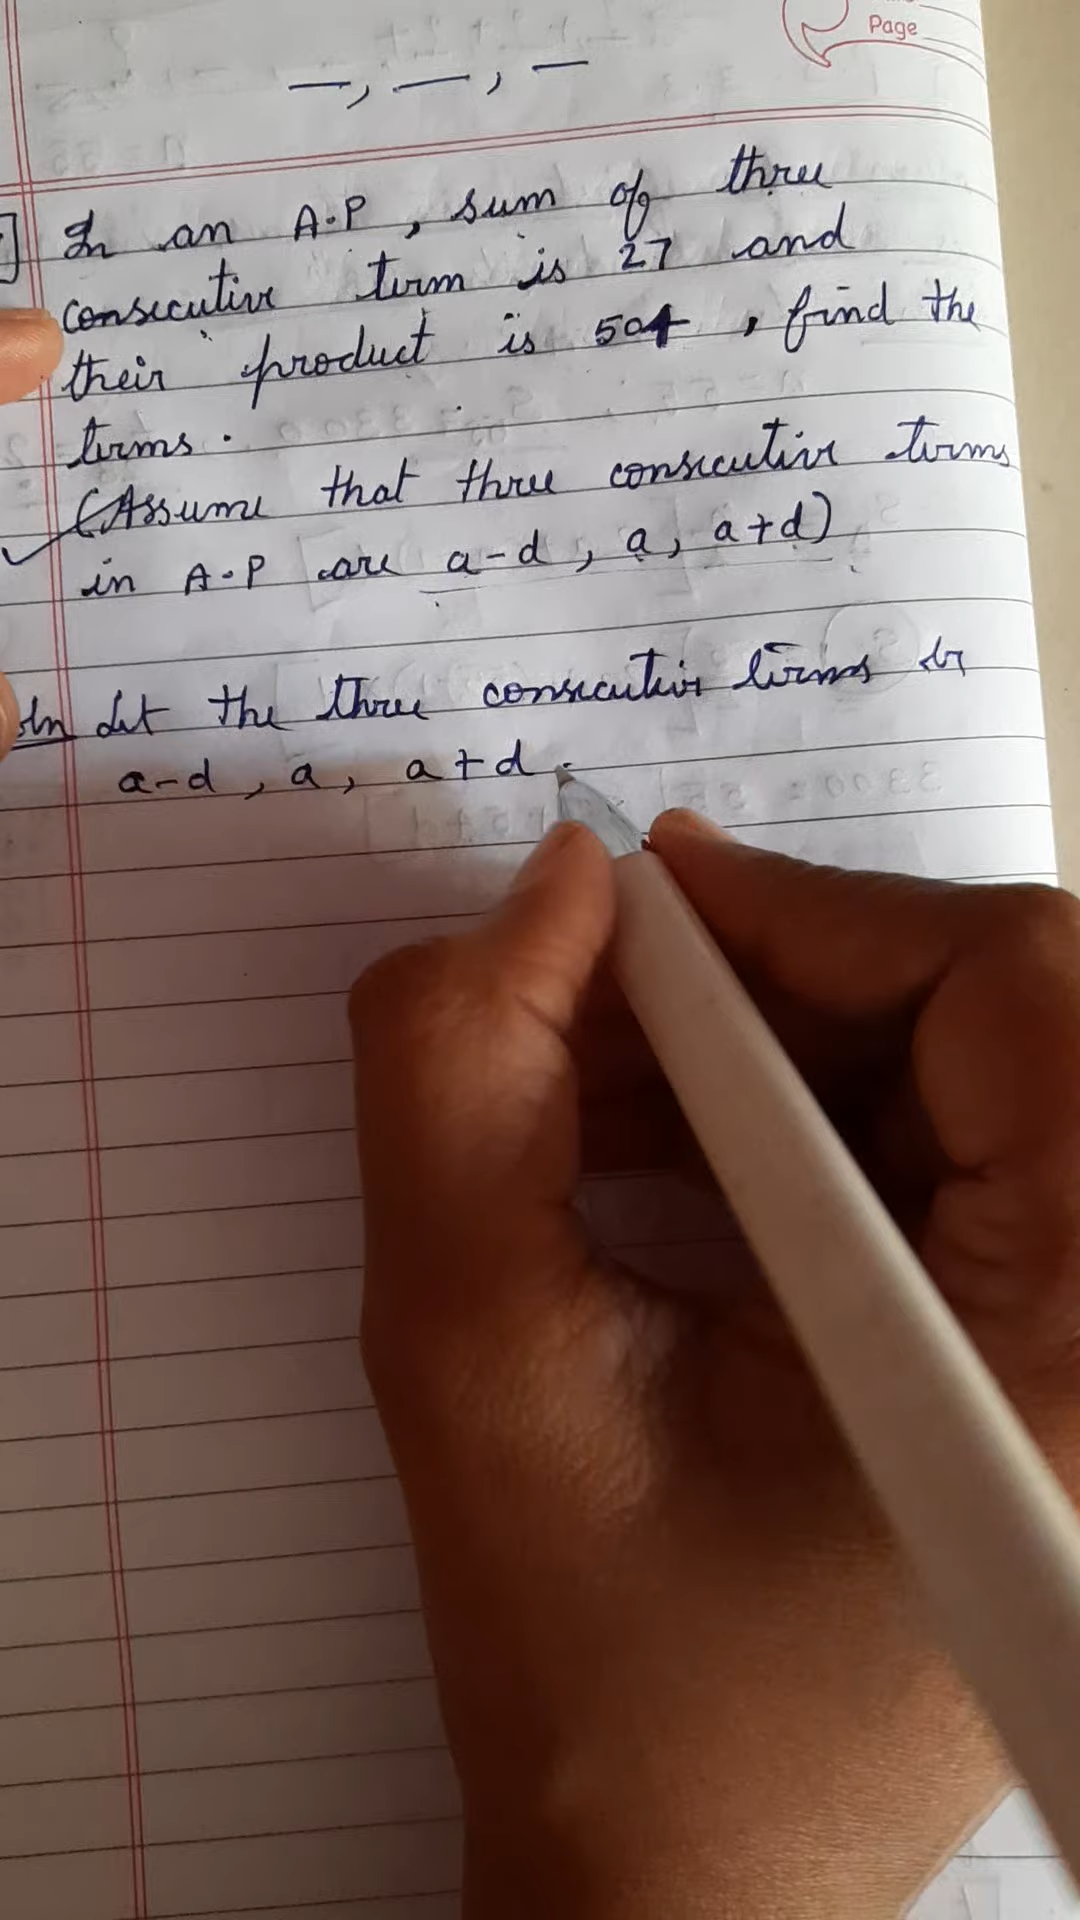 Page
—, —, —
In an A.P, sum of three
consecutive term is 27 and
their product is 504, find the
terms.
(Assume that three consecutive terms
in A.P are a-d, a, a+d)
Soln Let the three consecutive terms be
a-d, a, a+d.